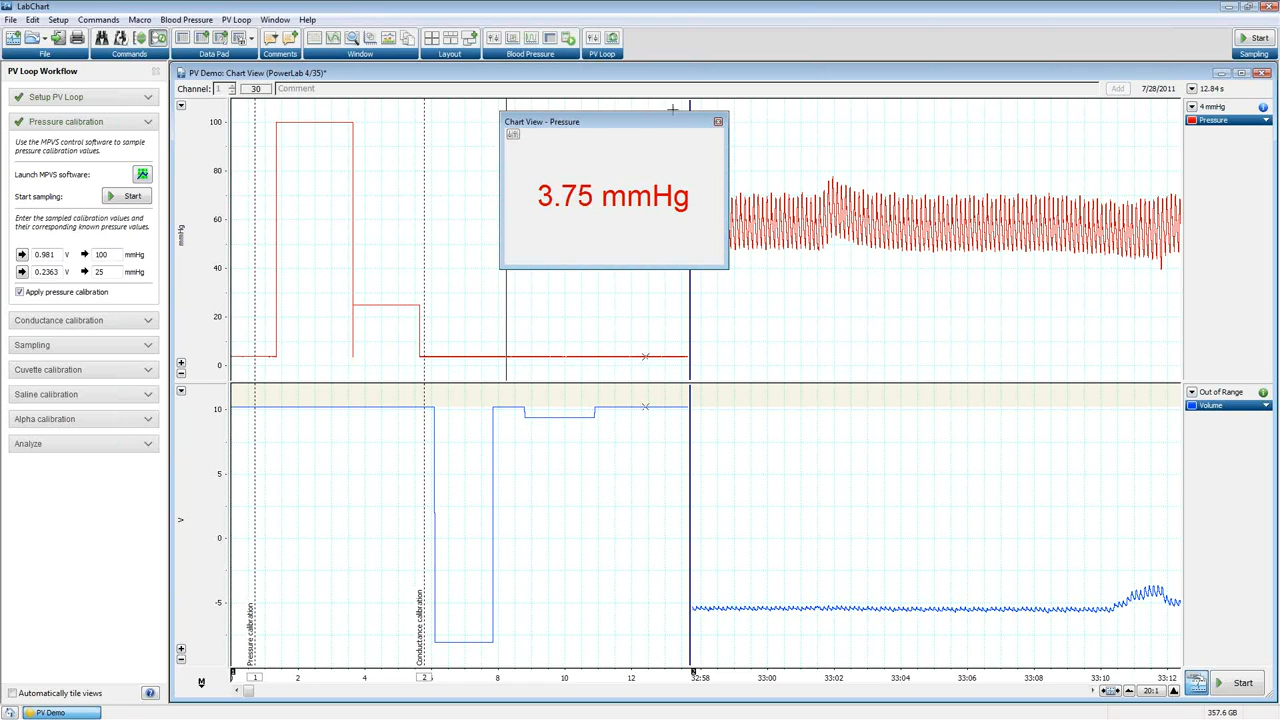 LabChart
File Edit Setup Commands Macro Blood Pressure PV Loop Window Help
File Commands Data Pad Comments Window Layout Blood Pressure PV Loop
Start
Sampling
PV Loop Workflow
Setup PV Loop
Pressure calibration
Use the MPVS control software to sample
pressure calibration values.
Launch MPVS software:
Start sampling: Start
Enter the sampled calibration values and
their corresponding known pressure values.
0.981 V 100 mmHg
0.2363 V 25 mmHg
Apply pressure calibration
Conductance calibration
Sampling
Cuvette calibration
Saline calibration
Alpha calibration
Analyze
Automatically tile views
PV Demo: Chart View (PowerLab 4/35)*
Channel: 1 30 Comment Add 7/28/2011 12.84 s
100
80
60
40
20
0
mmHg
Chart View - Pressure
3.75 mmHg
4 mmHg
Pressure
10
5
0
-5
V
Pressure calibration
Conductance calibration
Out of Range
Volume
M
1 2 4 2 8 10 12 32:58 33:00 33:02 33:04 33:06 33:08 33:10 33:12
20:1
Start
PV Demo
357.6 GB